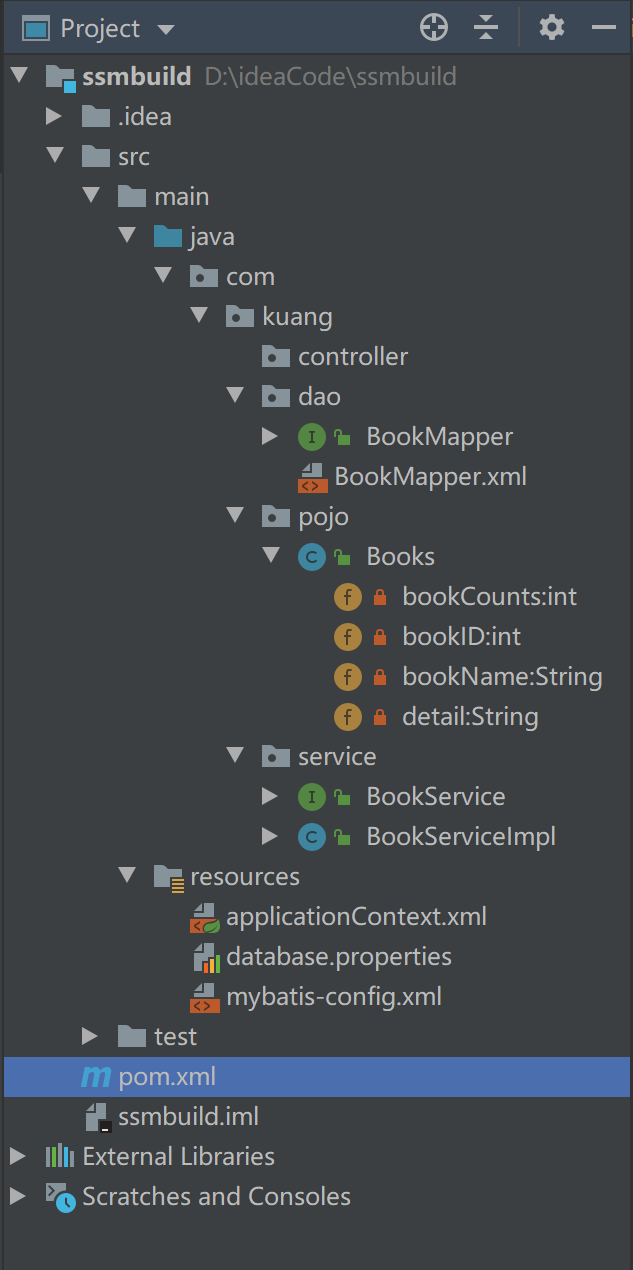 Project
ssmbuild D:\ideaCode\ssmbuild
.idea
src
main
java
com
kuang
controller
dao
I BookMapper
<> BookMapper.xml
pojo
C Books
f bookCounts:int
f bookID:int
f bookName:String
f detail:String
service
I BookService
C BookServiceImpl
resources
applicationContext.xml
database.properties
<> mybatis-config.xml
test
m pom.xml
ssmbuild.iml
External Libraries
Scratches and Consoles